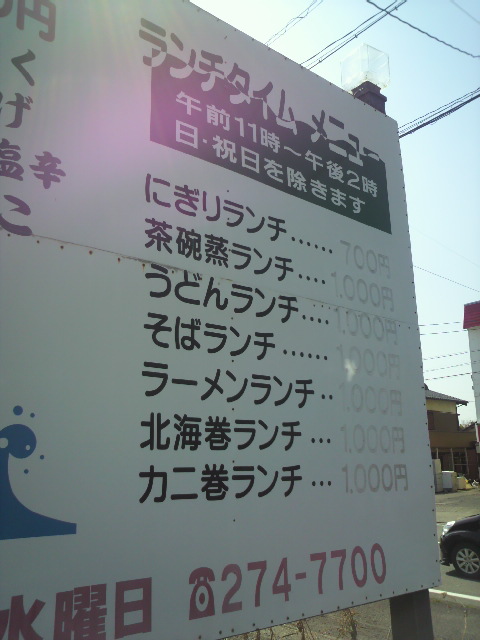 円
く
げ
塩辛
こ
ランチタイム メニュー
午前11時～午後2時
日・祝日を除きます
にぎりランチ……700円
茶碗蒸ランチ….1.000円
うどんランチ….1.000円
そばランチ……1.000円
ラーメンランチ‥1.000円
北海巻ランチ…1.000円
カニ巻ランチ…1.000円
水曜日 ☎274-7700